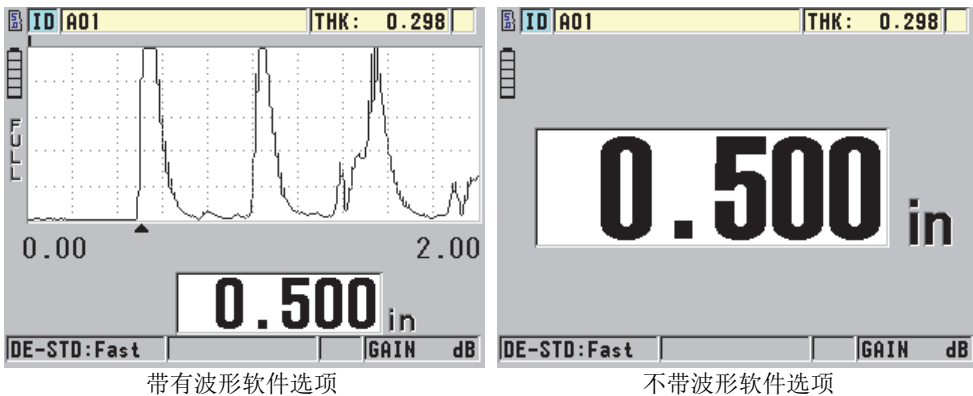 ID A01 THK: 0.298
FULL
0.00 2.00
0.500 in
DE-STD:Fast GAIN dB
带有波形软件选项
ID A01 THK: 0.298
0.500 in
DE-STD:Fast GAIN dB
不带波形软件选项